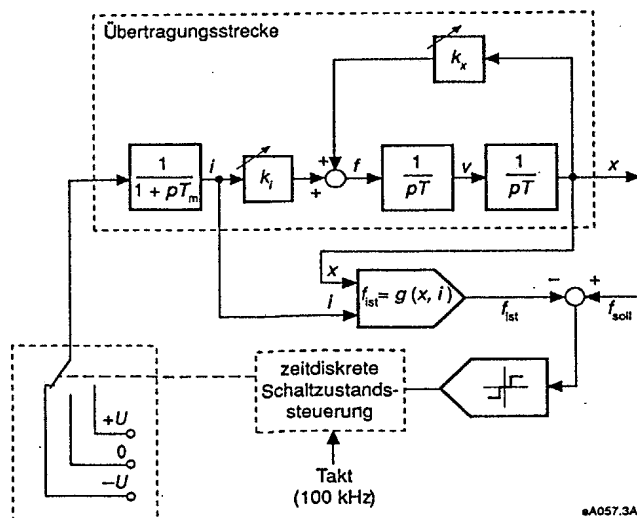 Übertragungsstrecke
k_x
1
1 + pT_m
i
k_i
+
+
f
1
pT
v
1
pT
x
x
i
f_ist = g (x, i)
f_ist
−
+
f_soll
zeitdiskrete
Schaltzustands-
steuerung
+U
0
−U
Takt
(100 kHz)
eA057.3A